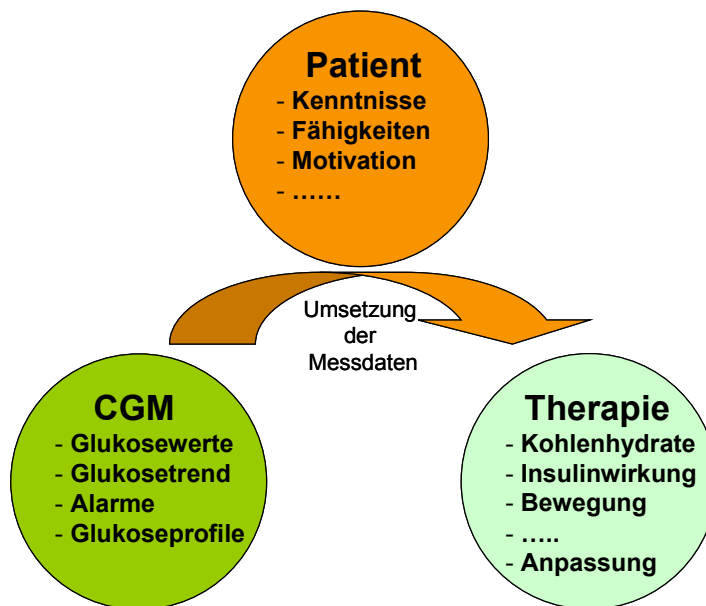 Patient
- Kenntnisse
- Fähigkeiten
- Motivation
- ......
Umsetzung
der
Messdaten
CGM
- Glukosewerte
- Glukosetrend
- Alarme
- Glukoseprofile
Therapie
- Kohlenhydrate
- Insulinwirkung
- Bewegung
- .....
- Anpassung